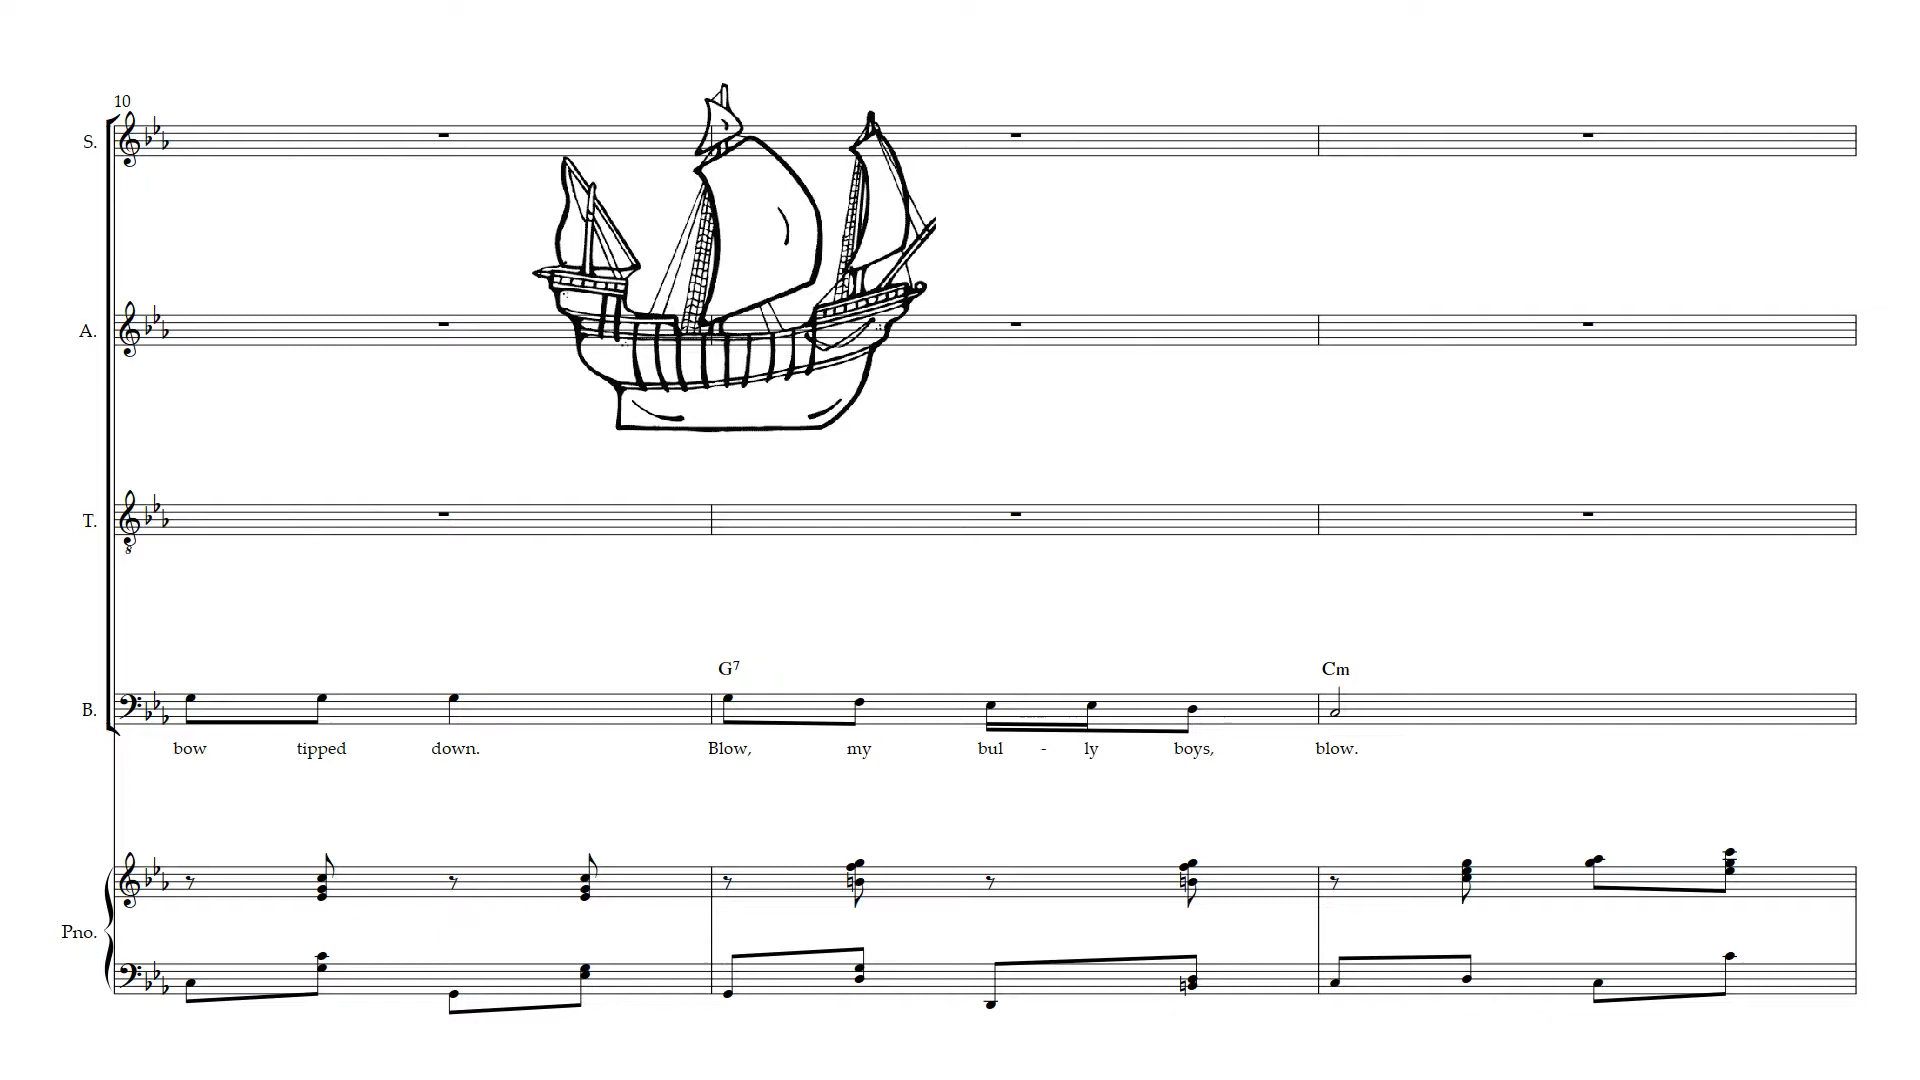 10
S.
A.
T.
G7 Cm
B.
bow tipped down. Blow, my bul - ly boys, blow.
Pno.